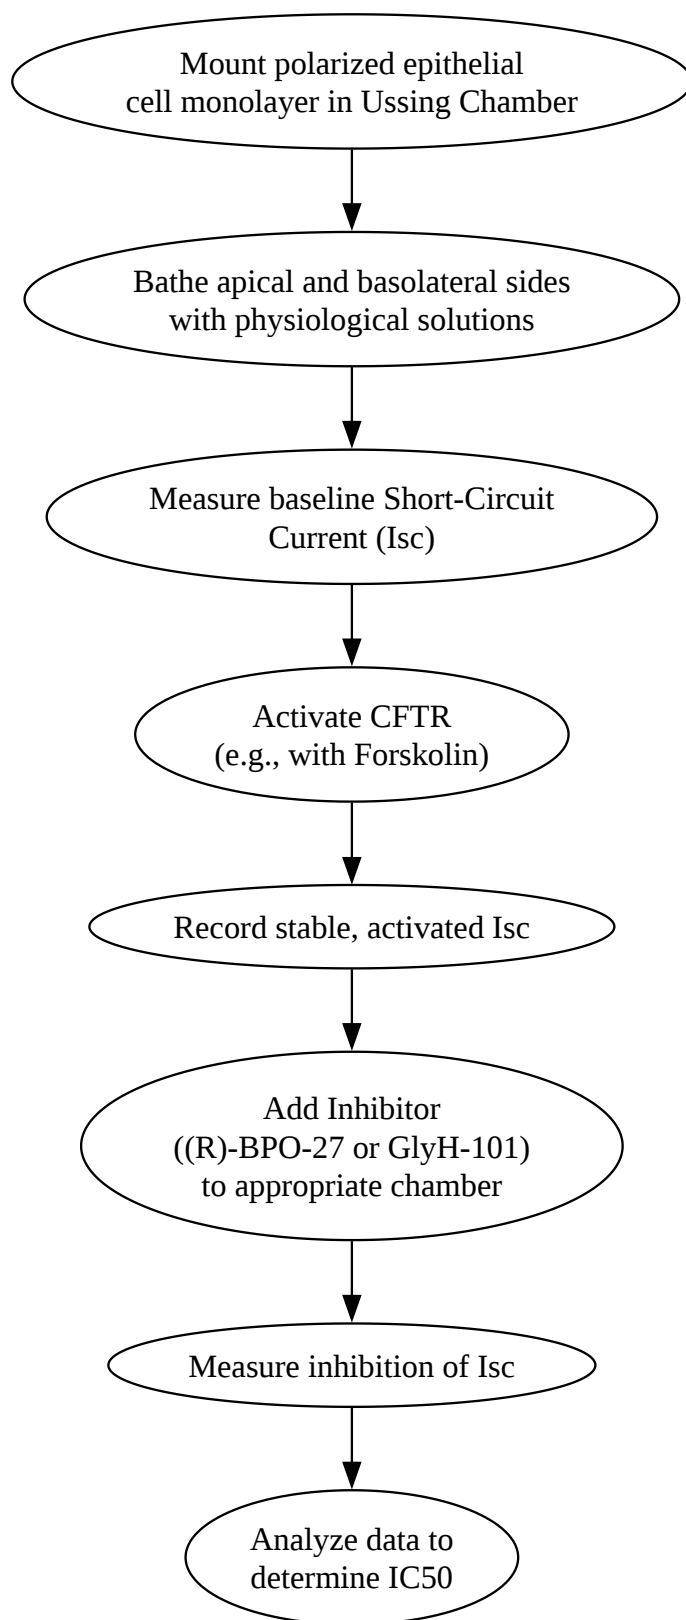 Mount polarized epithelial
cell monolayer in Ussing Chamber
Bathe apical and basolateral sides
with physiological solutions
Measure baseline Short-Circuit
Current (Isc)
Activate CFTR
(e.g., with Forskolin)
Record stable, activated Isc
Add Inhibitor
((R)-BPO-27 or GlyH-101)
to appropriate chamber
Measure inhibition of Isc
Analyze data to
determine IC50